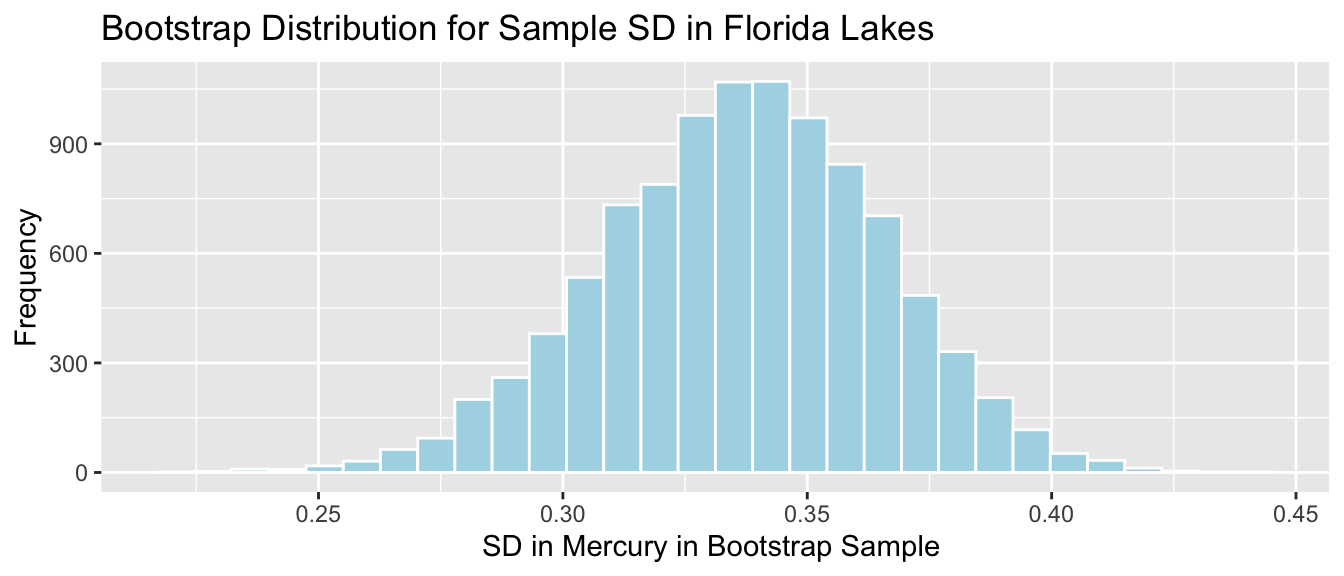 Bootstrap Distribution for Sample SD in Florida Lakes
Frequency
900
600
300
0
0.25 0.30 0.35 0.40 0.45
SD in Mercury in Bootstrap Sample